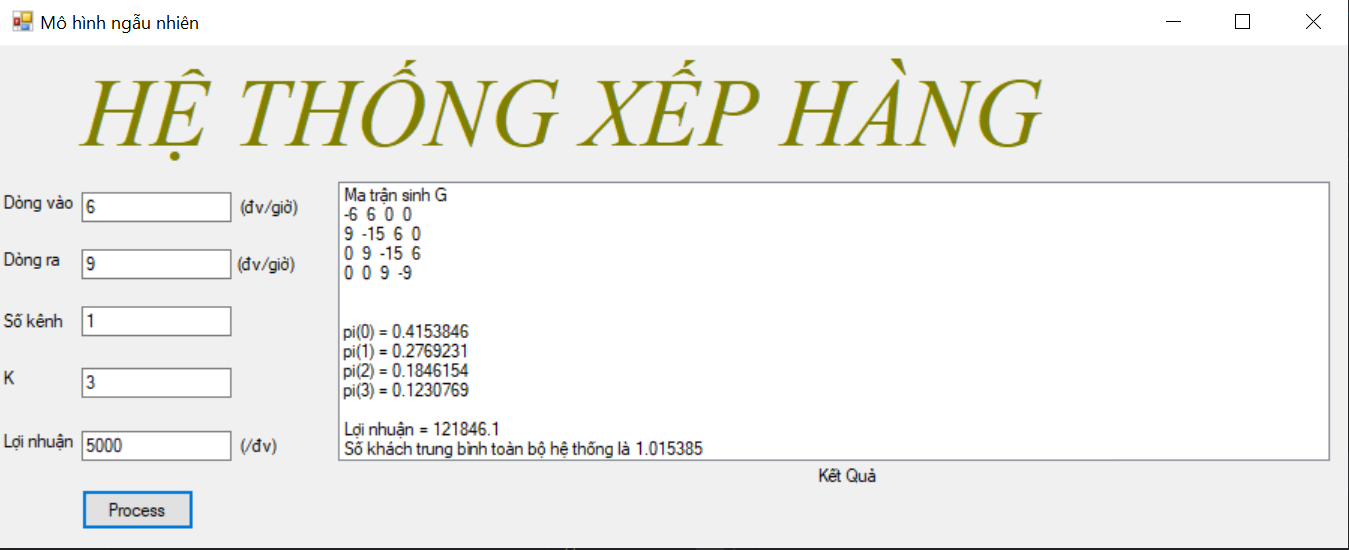 Mô hình ngẫu nhiên
HỆ THỐNG XẾP HÀNG
Dòng vào 6 (đv/giờ)
Dòng ra 9 (đv/giờ)
Số kênh 1
K 3
Lợi nhuận 5000 (/đv)
Process
Ma trận sinh G
-6 6 0 0
9 -15 6 0
0 9 -15 6
0 0 9 -9
pi(0) = 0.4153846
pi(1) = 0.2769231
pi(2) = 0.1846154
pi(3) = 0.1230769
Lợi nhuận = 121846.1
Số khách trung bình toàn bộ hệ thống là 1.015385
Kết Quả